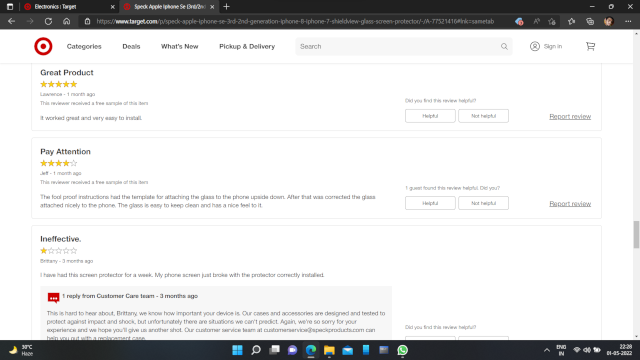 Electronics : Target
Speck Apple Iphone Se (3rd/2nd
https://www.target.com/p/speck-apple-iphone-se-3rd-2nd-generation-iphone-8-iphone-7-shieldview-glass-screen-protector/-/A-77521416#lnk=sametab
Categories Deals What's New Pickup & Delivery Search Sign in
Great Product
Lawrence - 1 month ago
This reviewer received a free sample of this item
It worked great and very easy to install.
Did you find this review helpful?
Helpful Not helpful Report review
Pay Attention
Jeff - 1 month ago
This reviewer received a free sample of this item
The fool proof instructions had the template for attaching the glass to the phone upside down. After that was corrected the glass
attached nicely to the phone. The glass is easy to keep clean and has a nice feel to it.
1 guest found this review helpful. Did you?
Helpful Not helpful Report review
Ineffective.
Brittany - 3 months ago
I have had this screen protector for a week. My phone screen just broke with the protector correctly installed.
1 reply from Customer Care team - 3 months ago
This is hard to hear about, Brittany, we know how important your device is. Our cases and accessories are designed and tested to
protect against impact and shock, but unfortunately there are situations we can't predict. Again, we're so sorry for your
experience and we hope you'll give us another shot. Our customer service team at customerservice@speckproducts.com can
help you out with a replacement case.
Did you find this review helpful?
30°C
Haze
ENG
IN
22:28
01-05-2022